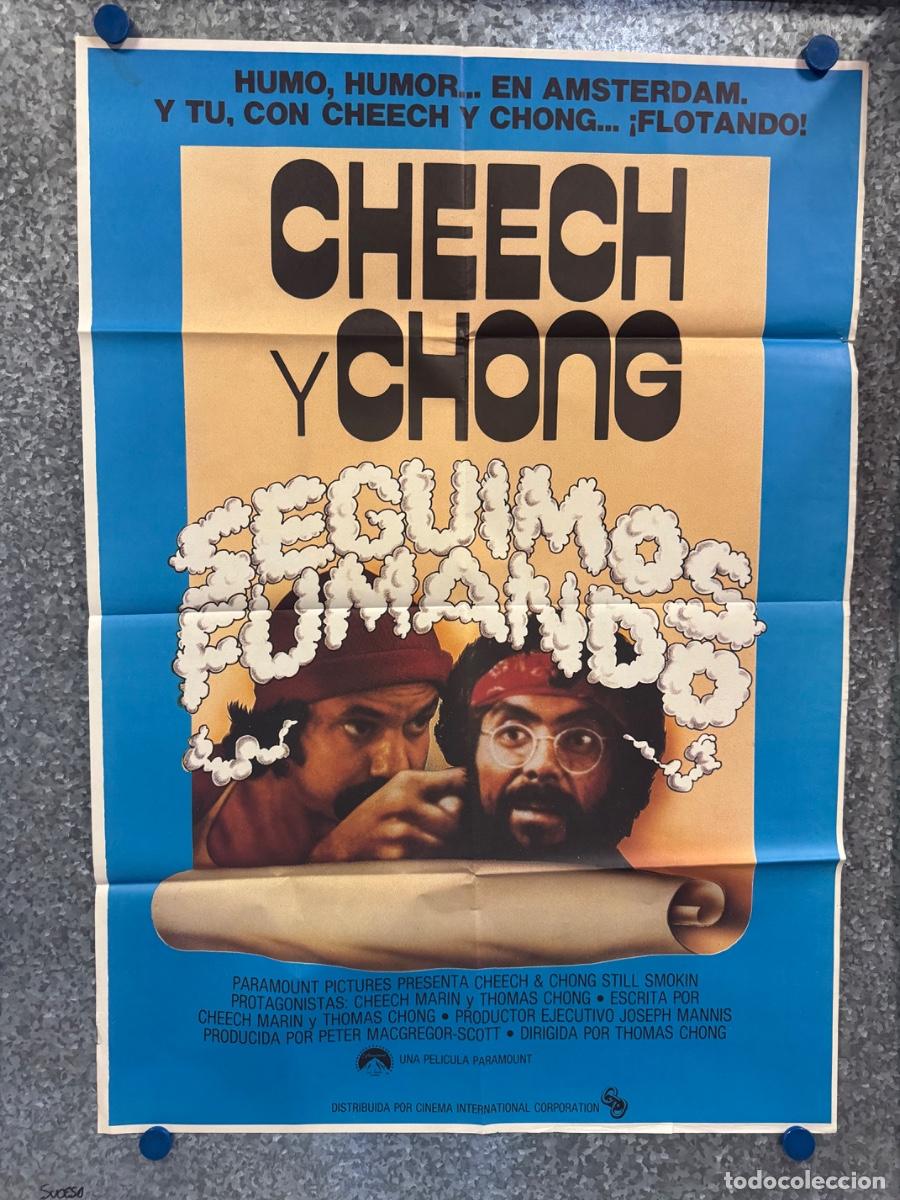 HUMO, HUMOR... EN AMSTERDAM.
Y TU, CON CHEECH Y CHONG... ¡FLOTANDO!
CHEECH
Y CHONG
SEGUIMOS
FUMANDO
PARAMOUNT PICTURES PRESENTA CHEECH & CHONG STILL SMOKIN
PROTAGONISTAS: CHEECH MARIN y THOMAS CHONG • ESCRITA POR
CHEECH MARIN y THOMAS CHONG • PRODUCTOR EJECUTIVO JOSEPH MANNIS
PRODUCIDA POR PETER MACGREGOR-SCOTT • DIRIGIDA POR THOMAS CHONG
UNA PELICULA PARAMOUNT
DISTRIBUIDA POR CINEMA INTERNATIONAL CORPORATION
todocoleccion